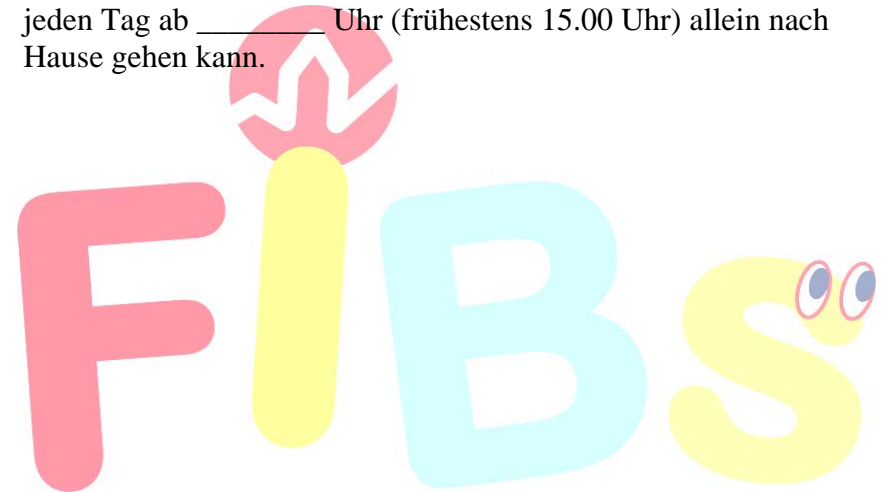 jeden Tag ab ________ Uhr (frühestens 15.00 Uhr) allein nach
Hause gehen kann.
FiBs